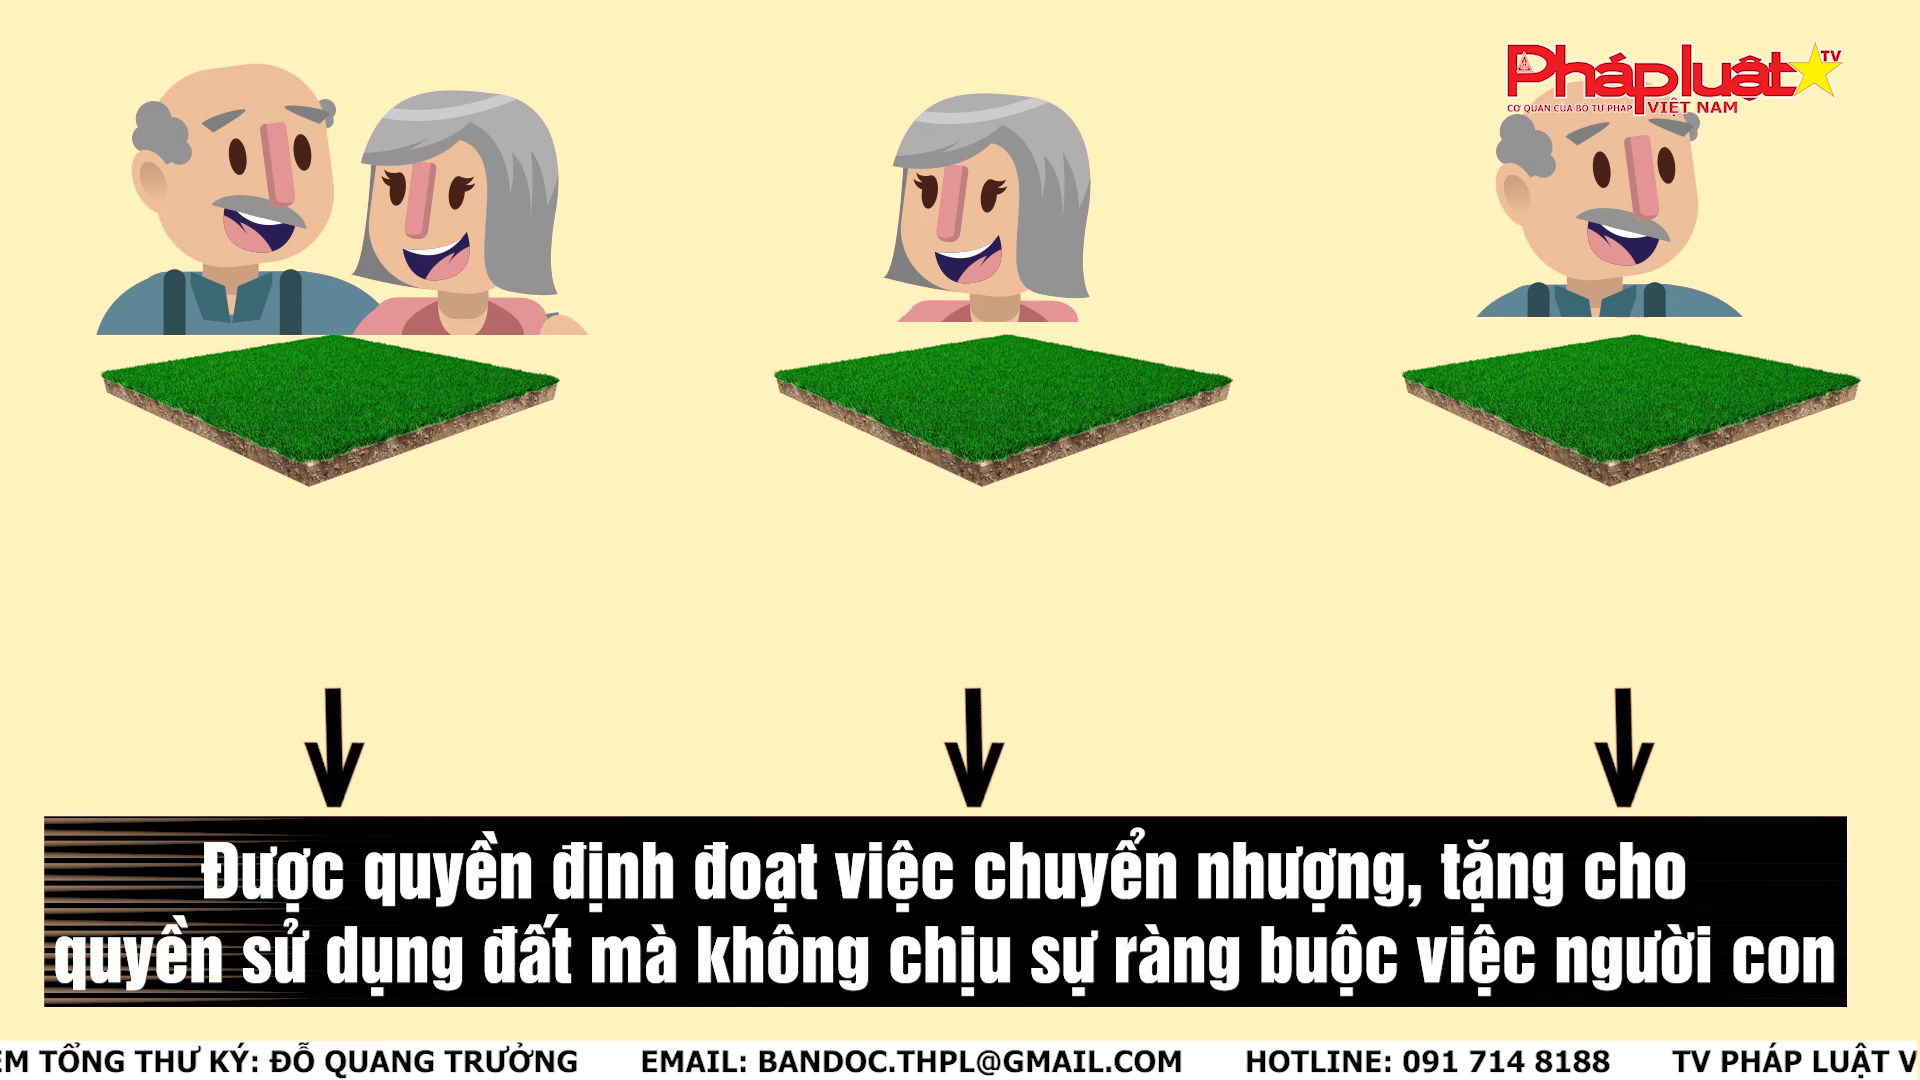 Pháp luật TV
CƠ QUAN CỦA BỘ TƯ PHÁP VIỆT NAM
Được quyền định đoạt việc chuyển nhượng, tặng cho
quyền sử dụng đất mà không chịu sự ràng buộc việc người con
TỔNG THƯ KÝ: ĐỖ QUANG TRƯỞNG EMAIL: BANDOC.THPL@GMAIL.COM HOTLINE: 091 714 8188 TV PHÁP LUẬT